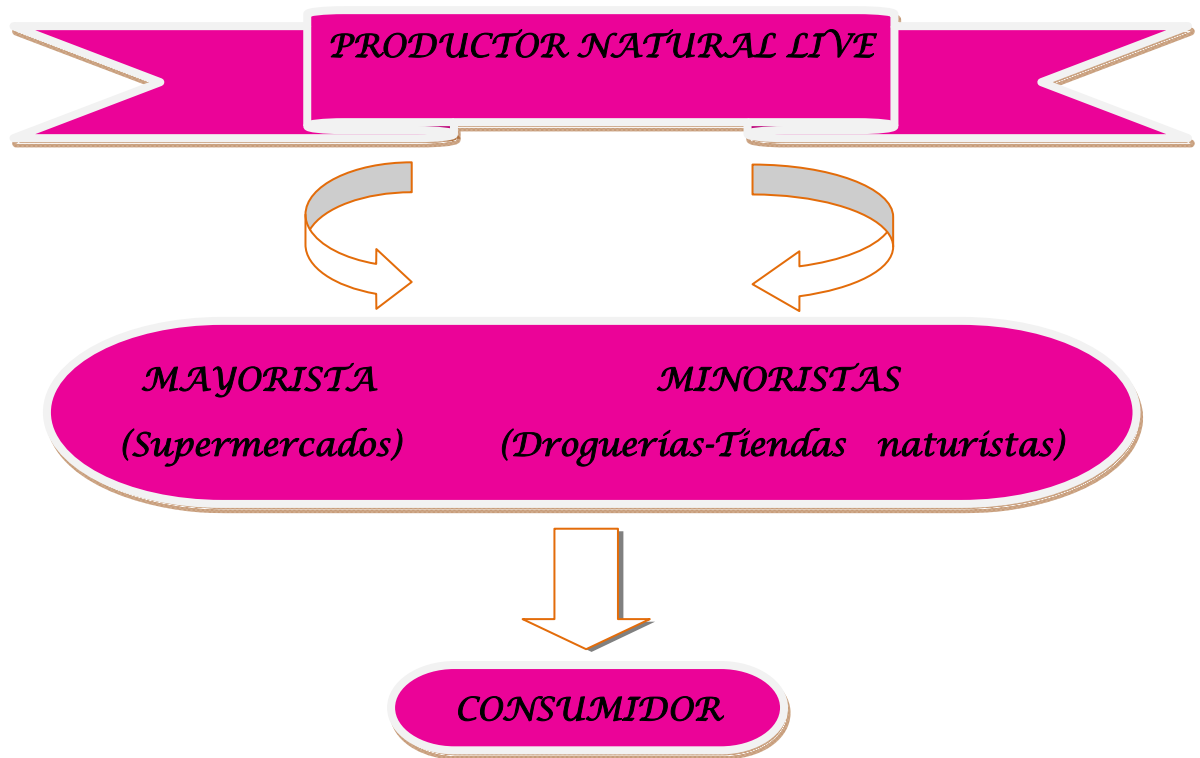 PRODUCTOR NATURAL LIVE
MAYORISTA MINORISTAS
(Supermercados) (Droguerías-Tiendas naturistas)
CONSUMIDOR